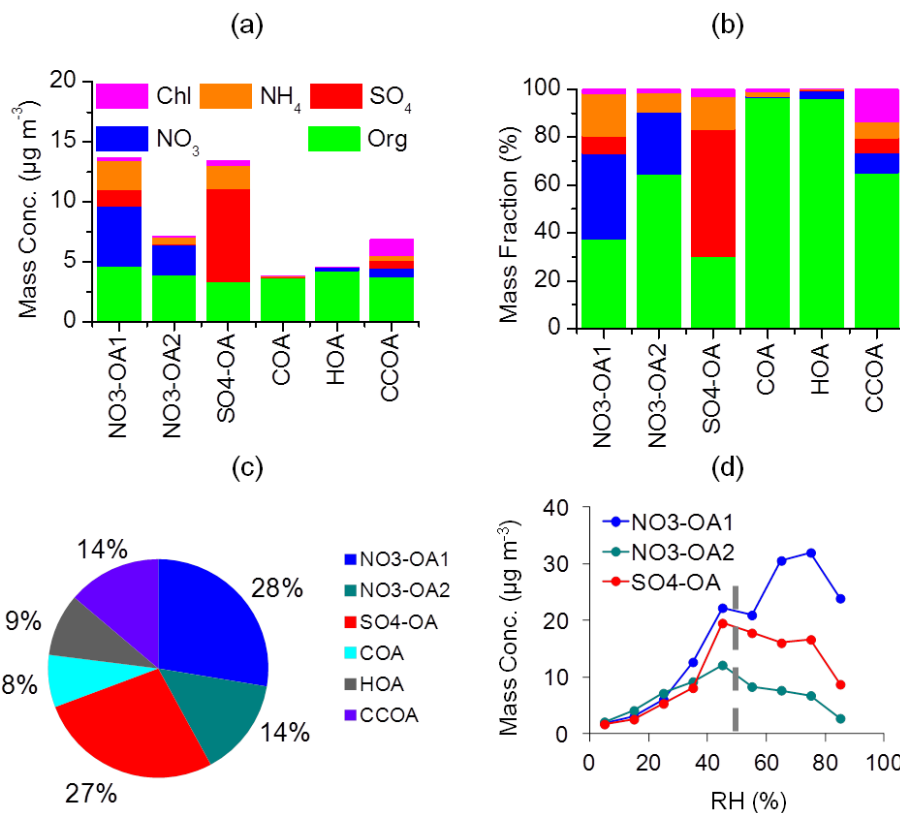 (a)
20
15
10
5
0
Mass Conc. (µg m⁻³)
Chl NH₄ SO₄
NO₃ Org
NO3-OA1
NO3-OA2
SO4-OA
COA
HOA
CCOA
(b)
100
80
60
40
20
0
Mass Fraction (%)
NO3-OA1
NO3-OA2
SO4-OA
COA
HOA
CCOA
(c)
14%
28%
9%
8%
14%
27%
NO3-OA1
NO3-OA2
SO4-OA
COA
HOA
CCOA
(d)
40
30
20
10
0
Mass Conc. (µg m⁻³)
NO3-OA1
NO3-OA2
SO4-OA
0 20 40 60 80 100
RH (%)